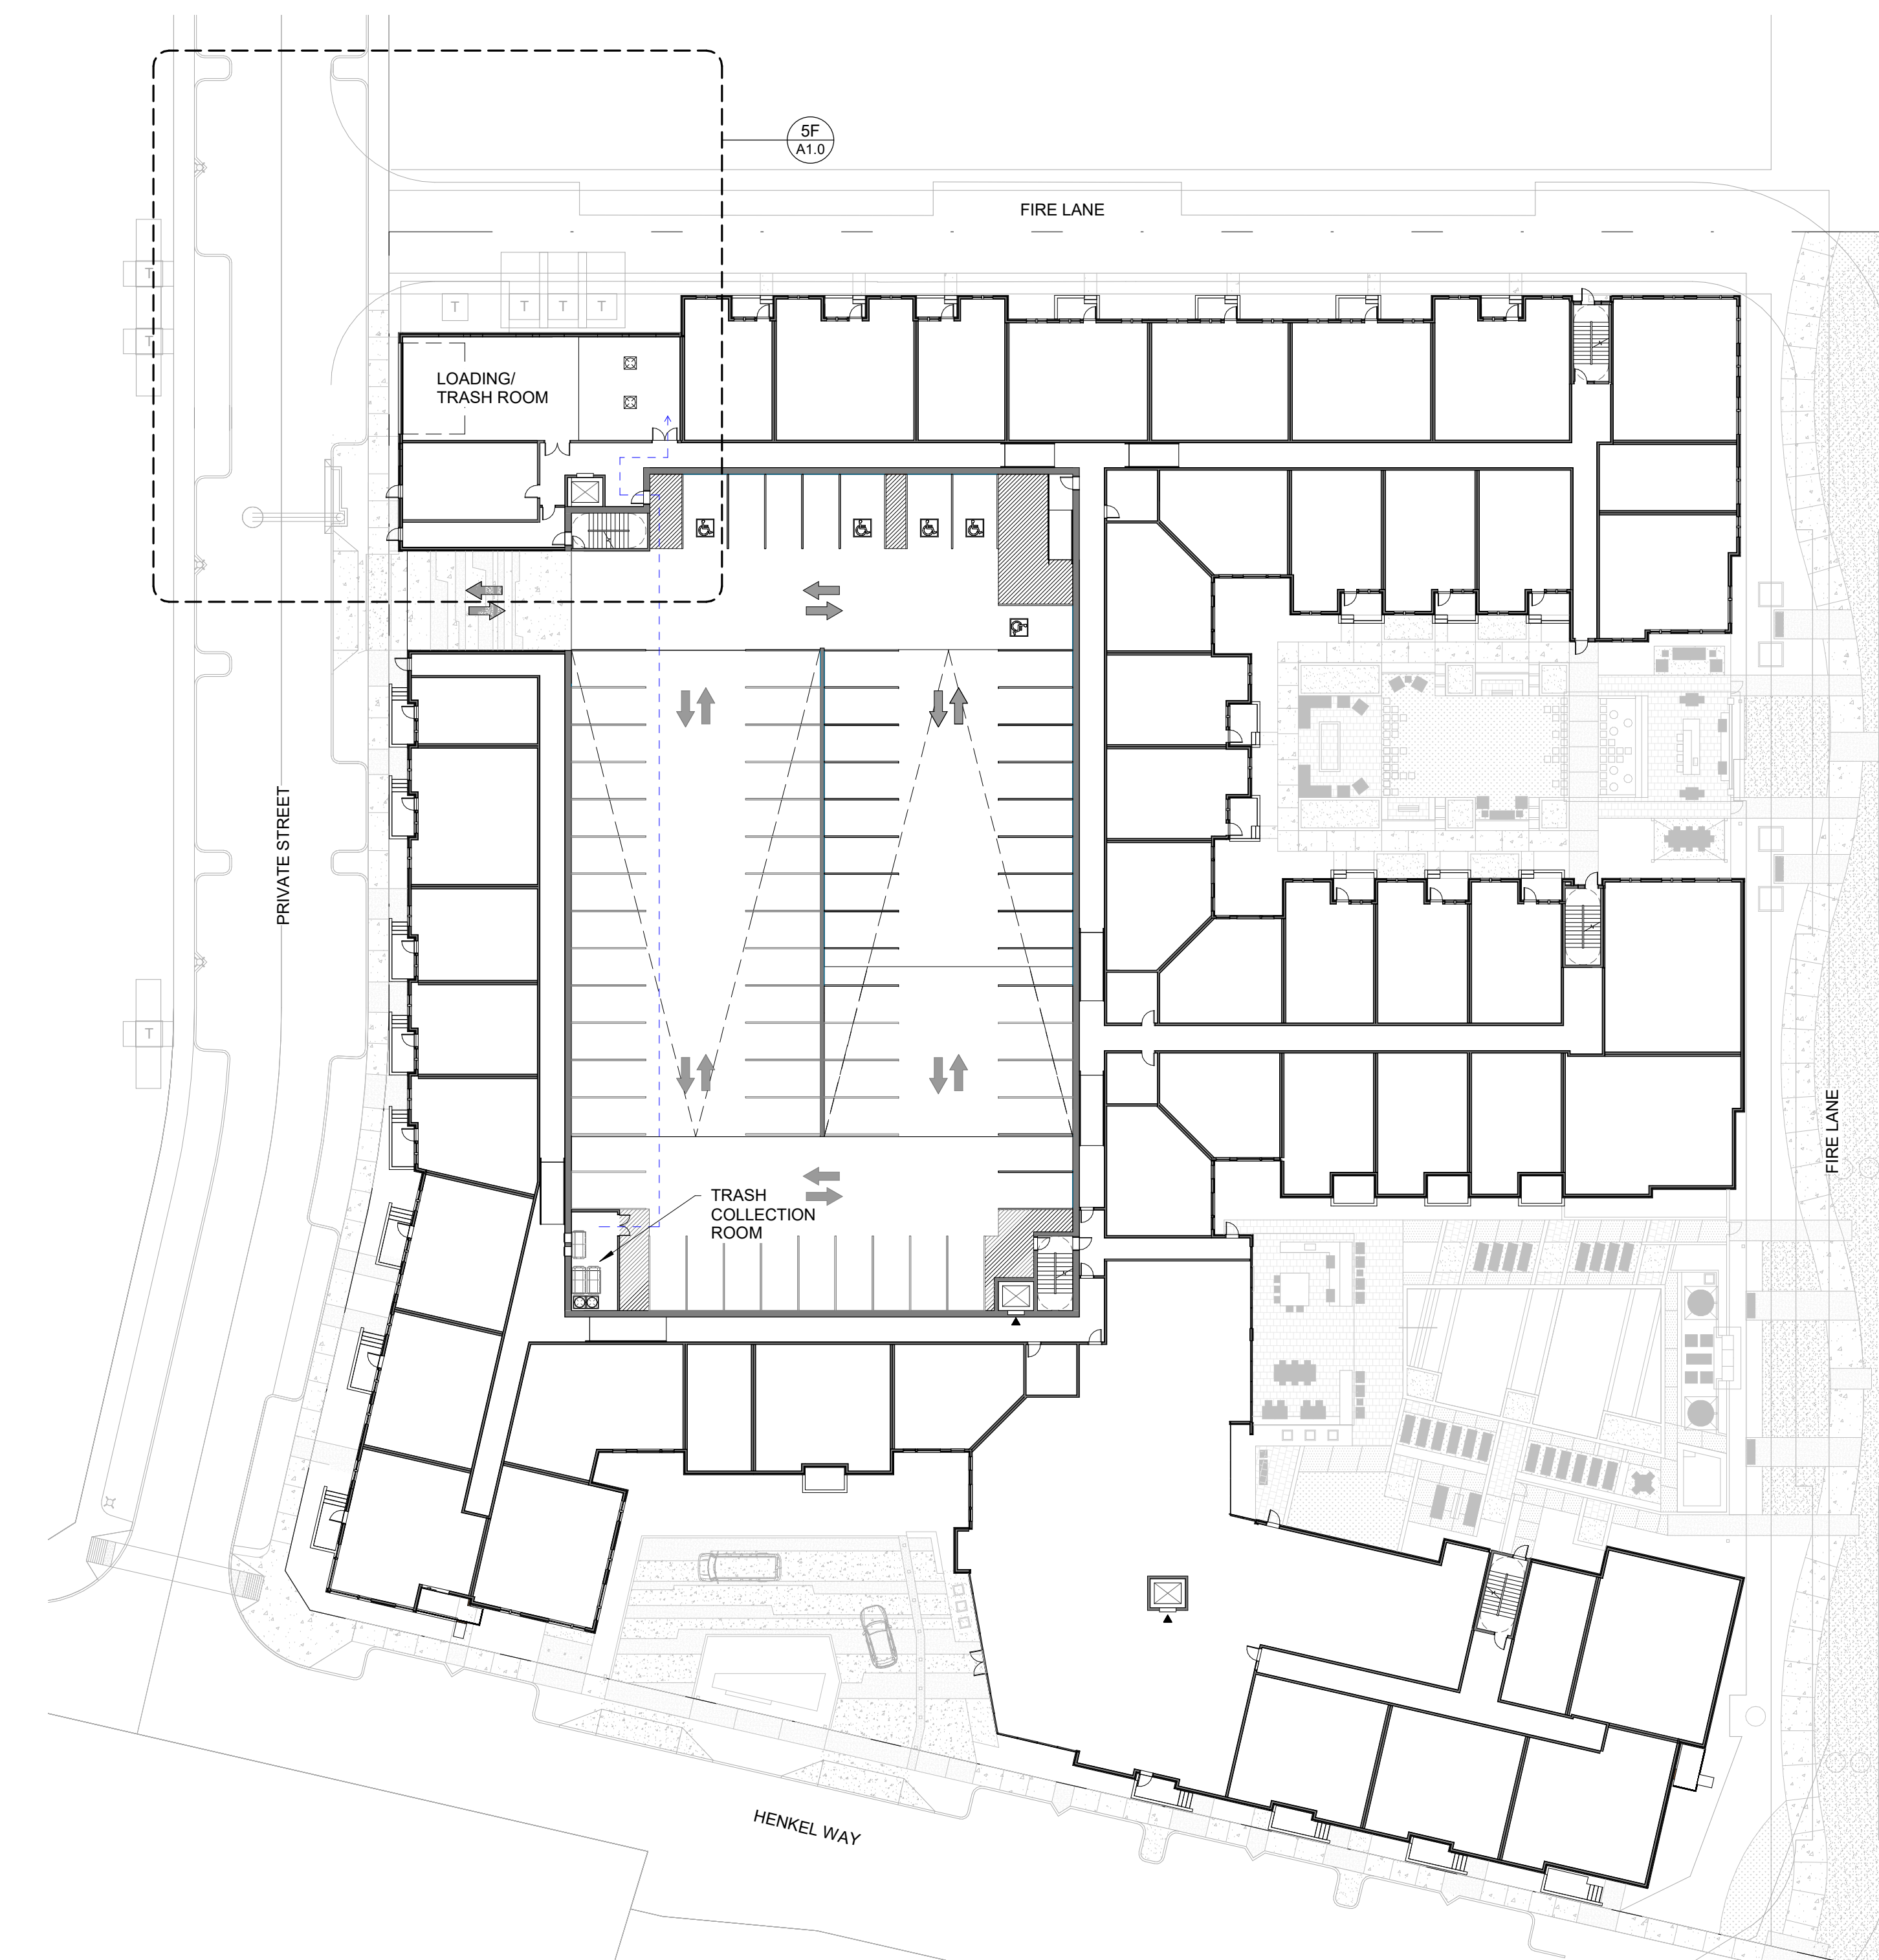 5F
A1.0
FIRE LANE
T
T
T
T
T
T
LOADING/
TRASH ROOM
PRIVATE STREET
T
FIRE LANE
TRASH
COLLECTION
ROOM
HENKEL WAY